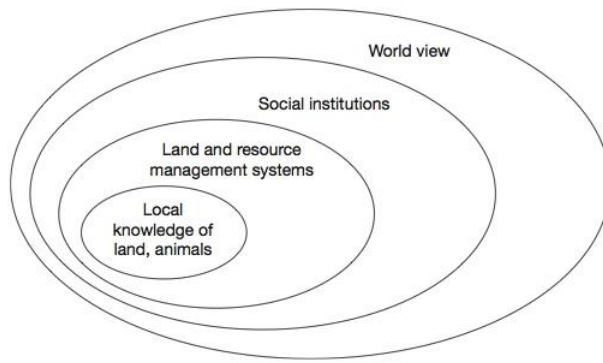 World view
Social institutions
Land and resource
management systems
Local
knowledge of
land, animals